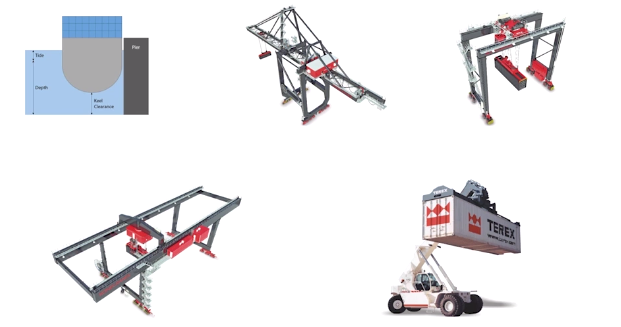 Pier
Tide
Depth
Keel
Clearance
TEREX
TEREX